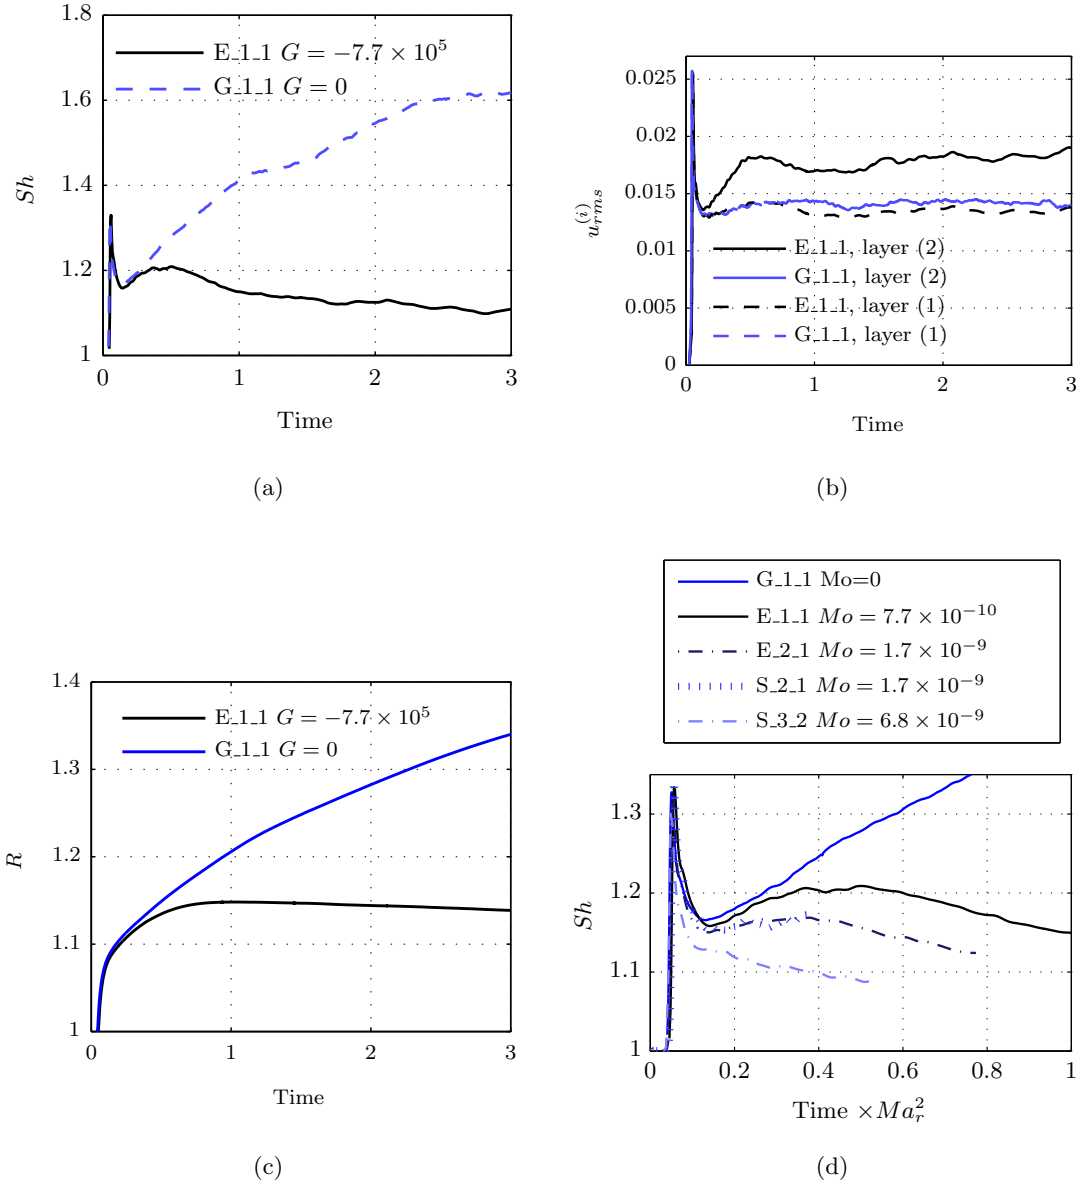 1.8
1.6
1.4
1.2
1
Sh
E_1_1 G = −7.7 × 10⁵
G_1_1 G = 0
0 1 2 3
Time
(a)
0.025
0.02
0.015
0.01
0.005
0
u_{rms}^{(i)}
E_1_1, layer (2)
G_1_1, layer (2)
E_1_1, layer (1)
G_1_1, layer (1)
0 1 2 3
Time
(b)
1.4
1.3
1.2
1.1
1
R
E_1_1 G = −7.7 × 10⁵
G_1_1 G = 0
0 1 2 3
Time
(c)
G_1_1 Mo=0
E_1_1 Mo = 7.7 × 10⁻¹⁰
E_2_1 Mo = 1.7 × 10⁻⁹
S_2_1 Mo = 1.7 × 10⁻⁹
S_3_2 Mo = 6.8 × 10⁻⁹
1.3
1.2
1.1
1
Sh
0 0.2 0.4 0.6 0.8 1
Time ×Ma_r^2
(d)